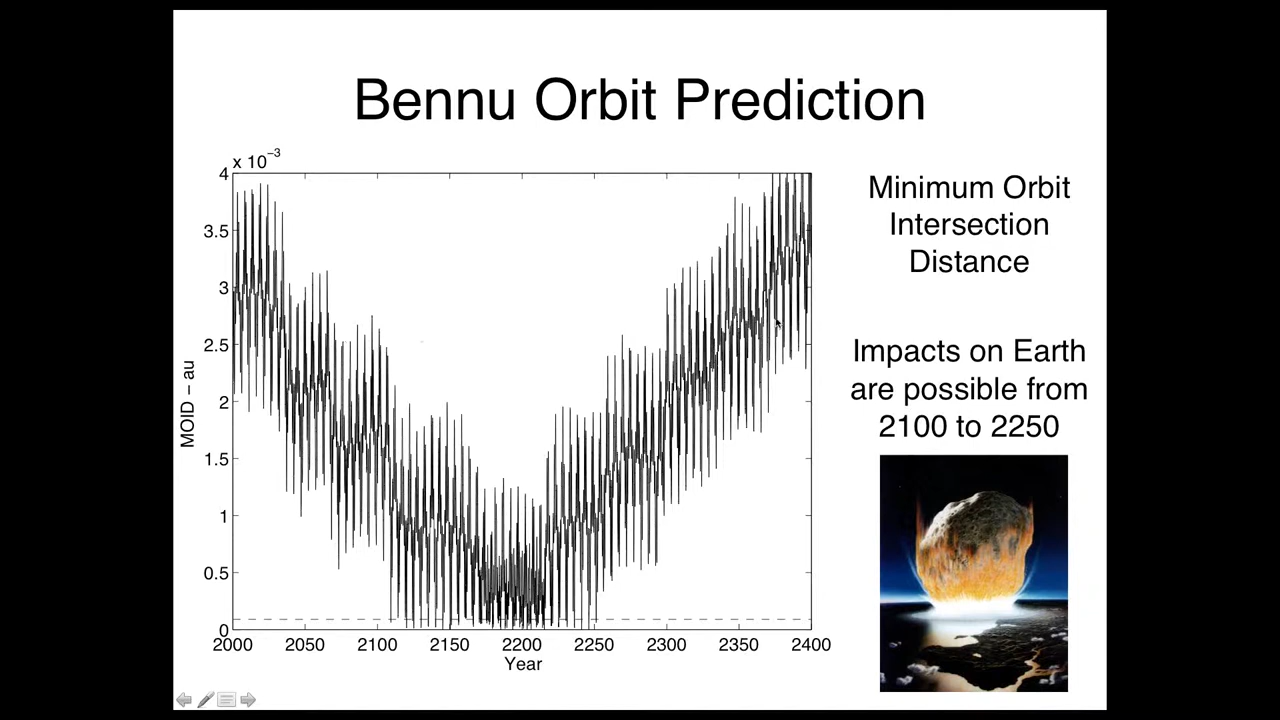 Bennu Orbit Prediction
x 10⁻³
4
3.5
3
2.5
2
1.5
1
0.5
0
MOID – au
2000 2050 2100 2150 2200 2250 2300 2350 2400
Year
Minimum Orbit
Intersection
Distance
Impacts on Earth
are possible from
2100 to 2250